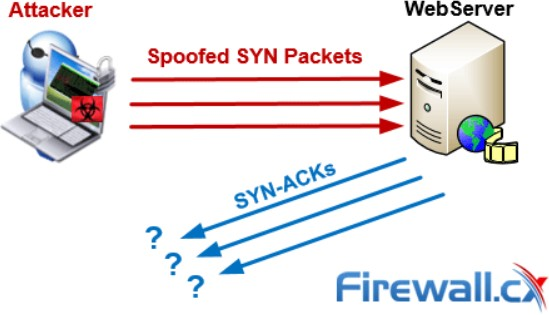 Attacker
WebServer
Spoofed SYN Packets
SYN-ACKs
?
?
?
Firewall.cx